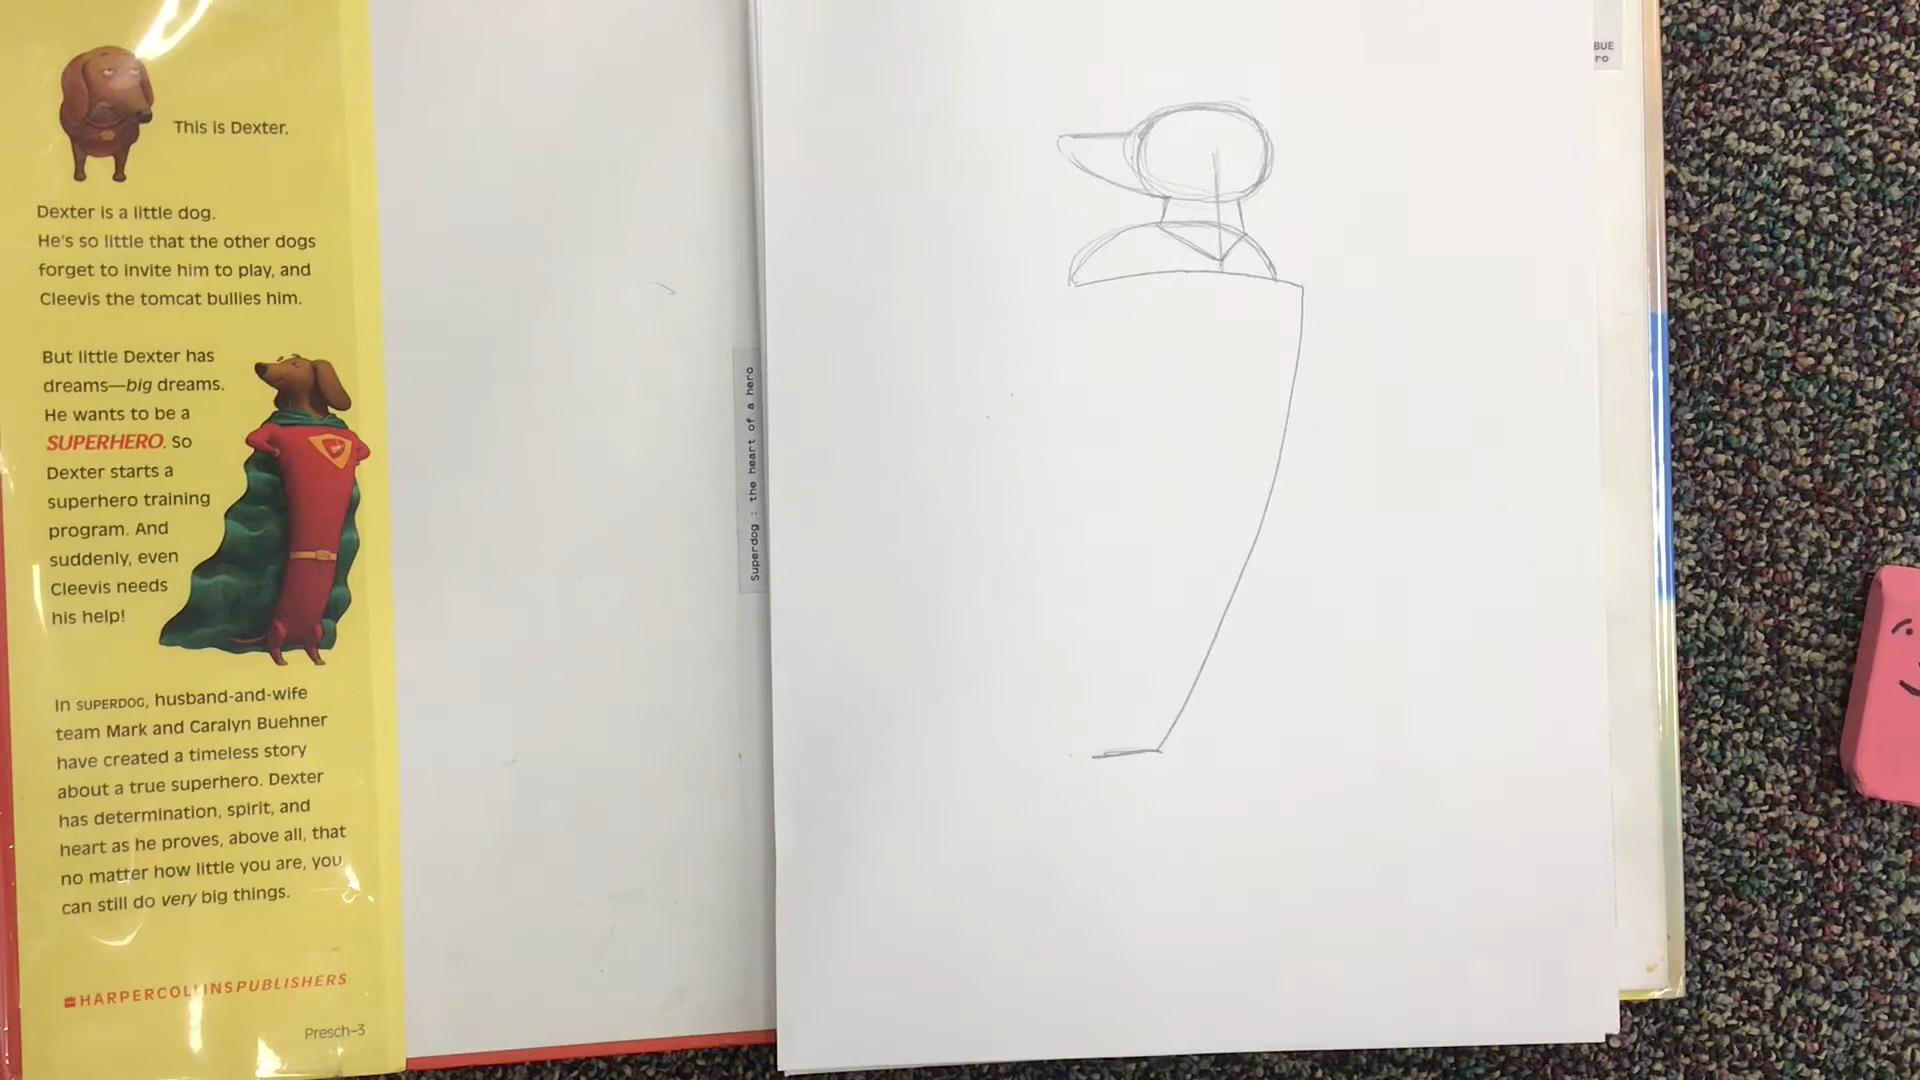 This is Dexter.
Dexter is a little dog.
He's so little that the other dogs
forget to invite him to play, and
Cleevis the tomcat bullies him.
But little Dexter has
dreams—big dreams.
He wants to be a
SUPERHERO. So
Dexter starts a
superhero training
program. And
suddenly, even
Cleevis needs
his help!
In SUPERDOG, husband-and-wife
team Mark and Caralyn Buehner
have created a timeless story
about a true superhero. Dexter
has determination, spirit, and
heart as he proves, above all, that
no matter how little you are, you
can still do very big things.
HARPERCOLLINSPUBLISHERS
Presch–3
Superdog : the heart of a hero
BUE
ro